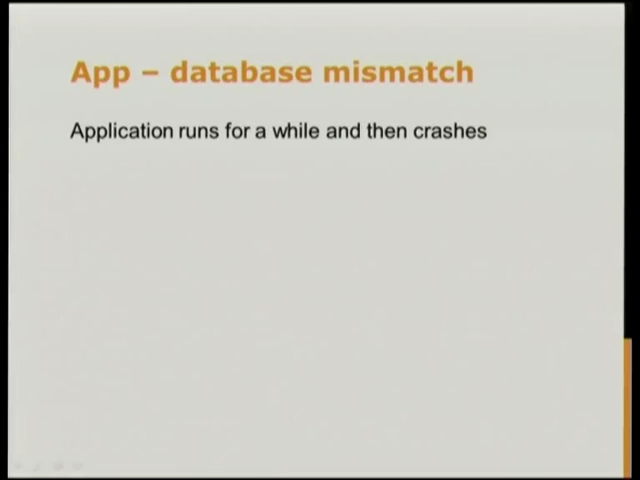 App – database mismatch
Application runs for a while and then crashes